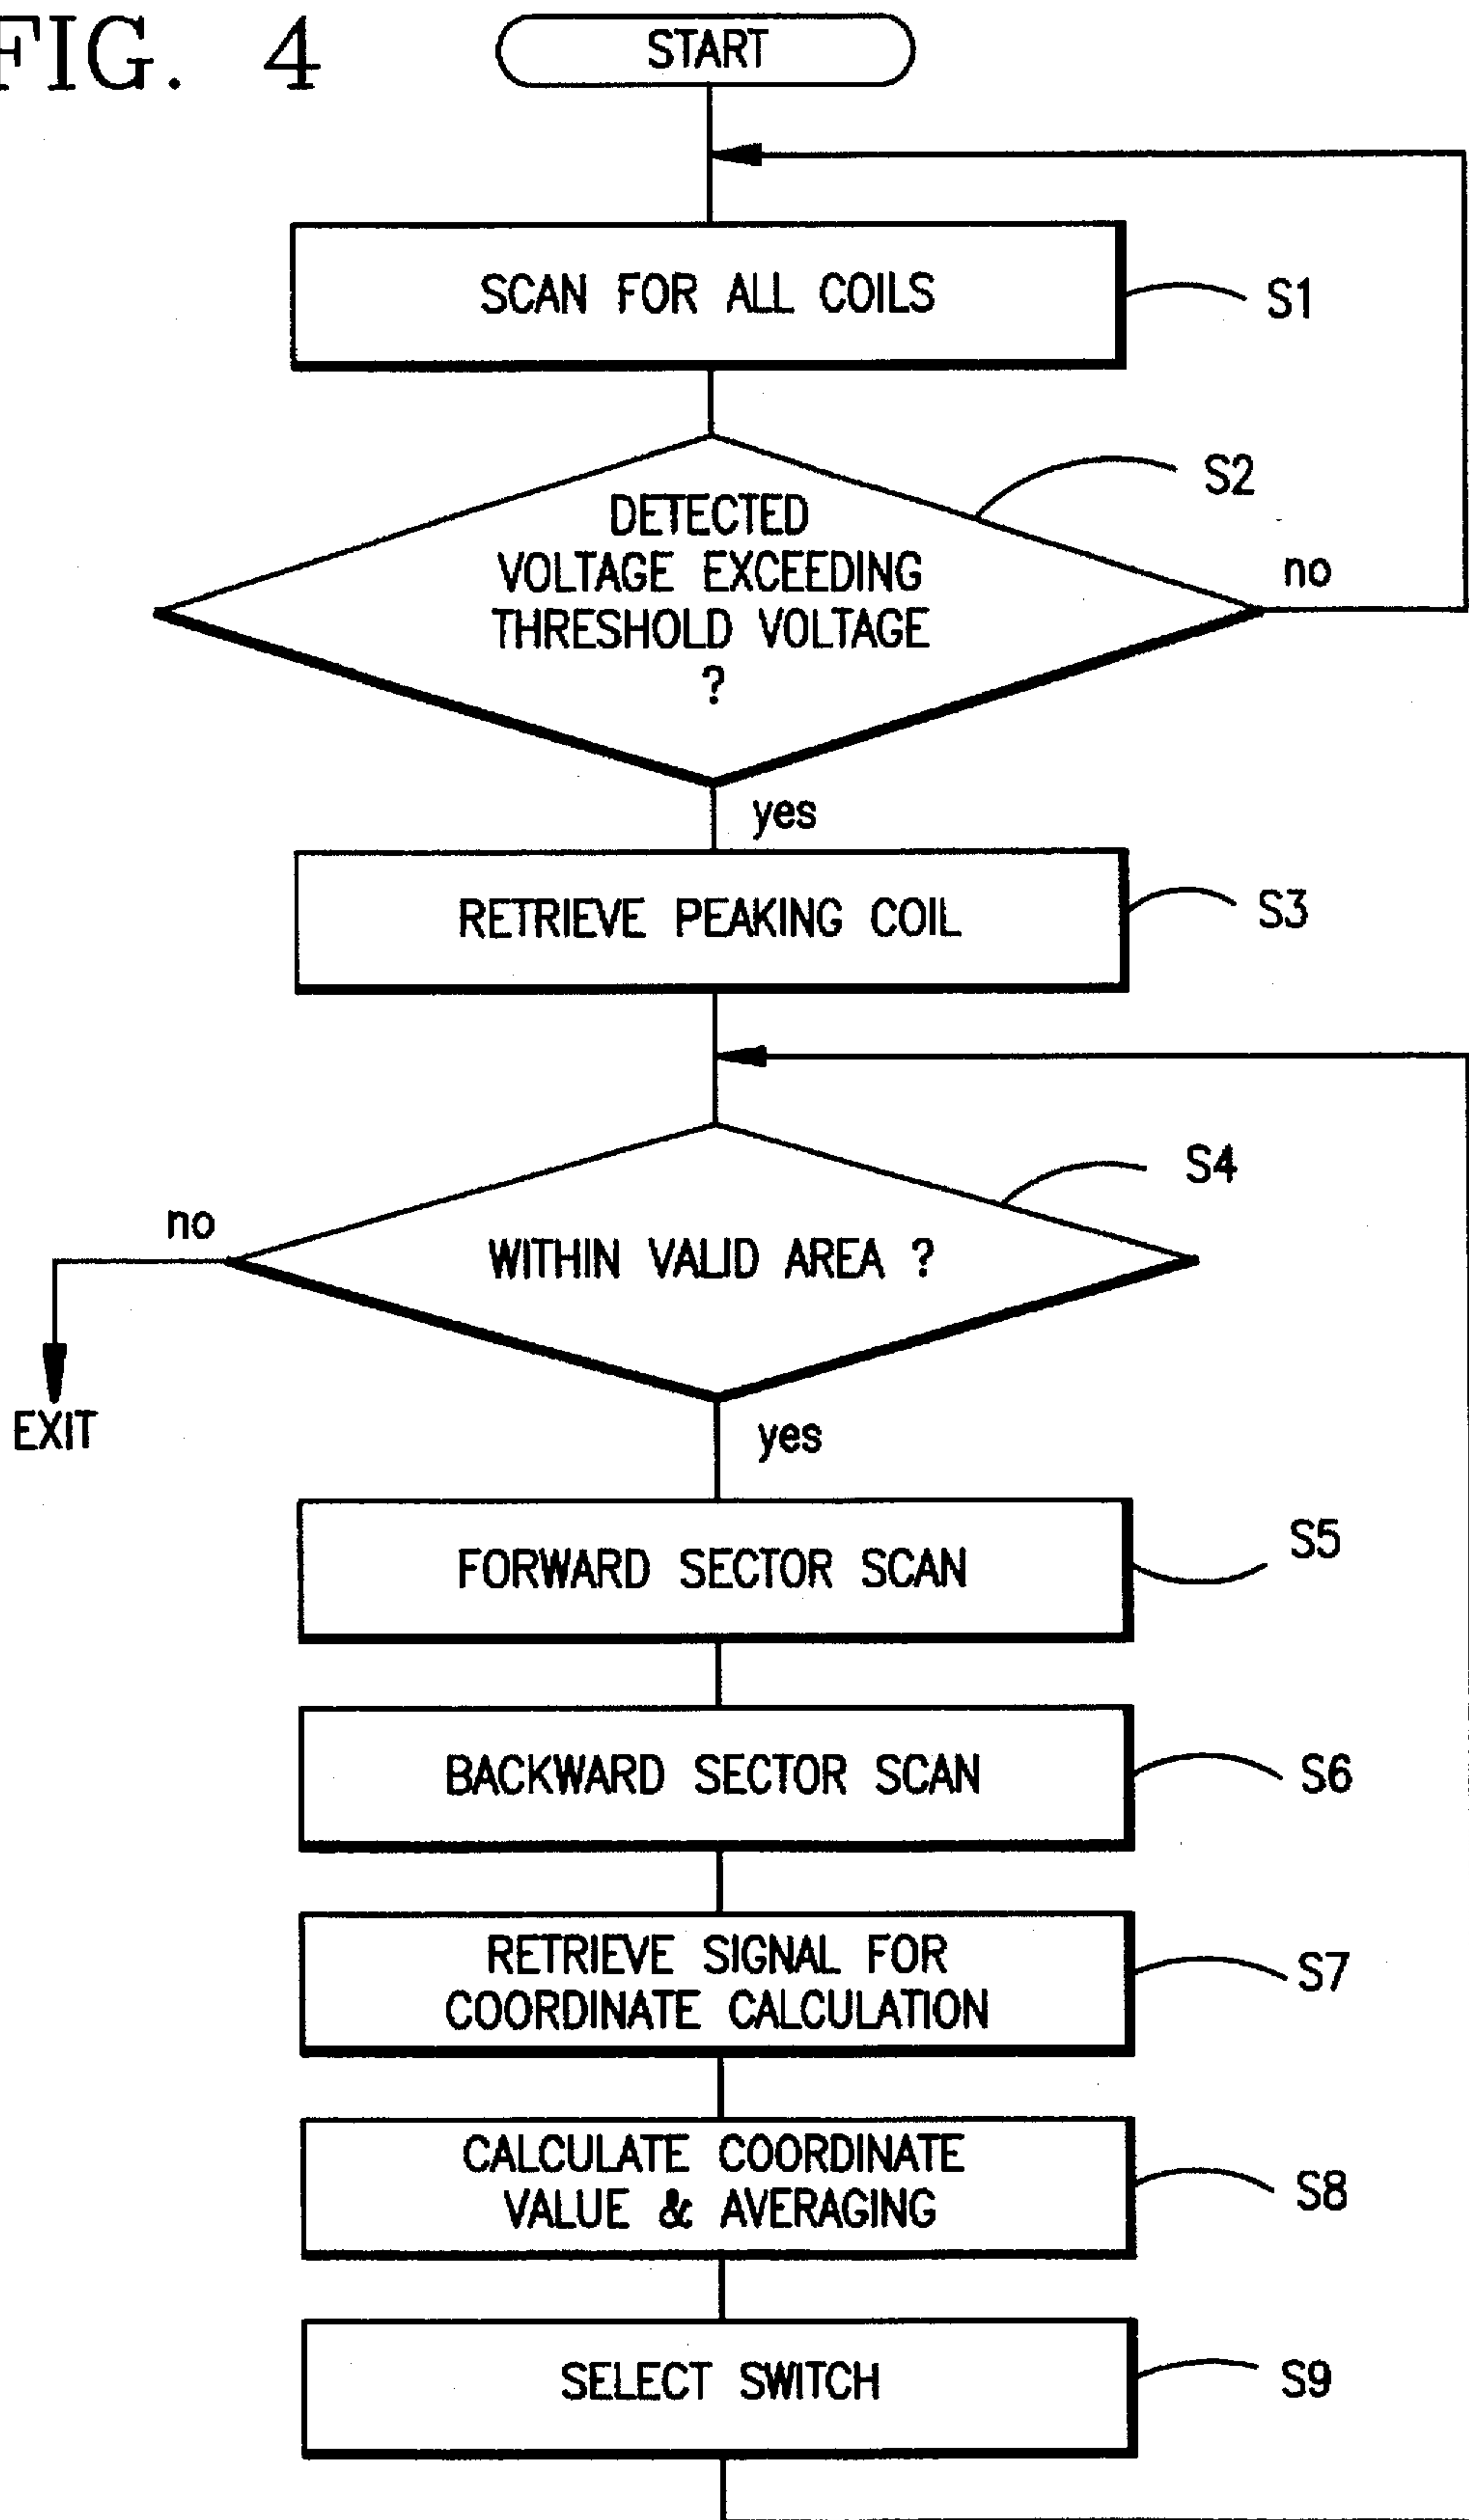 FIG. 4
START
SCAN FOR ALL COILS
S1
S2
DETECTED
VOLTAGE EXCEEDING
THRESHOLD VOLTAGE
?
no
yes
RETRIEVE PEAKING COIL
S3
S4
no
WITHIN VALID AREA ?
EXIT
yes
FORWARD SECTOR SCAN
S5
BACKWARD SECTOR SCAN
S6
RETRIEVE SIGNAL FOR
COORDINATE CALCULATION
S7
CALCULATE COORDINATE
VALUE & AVERAGING
S8
SELECT SWITCH
S9